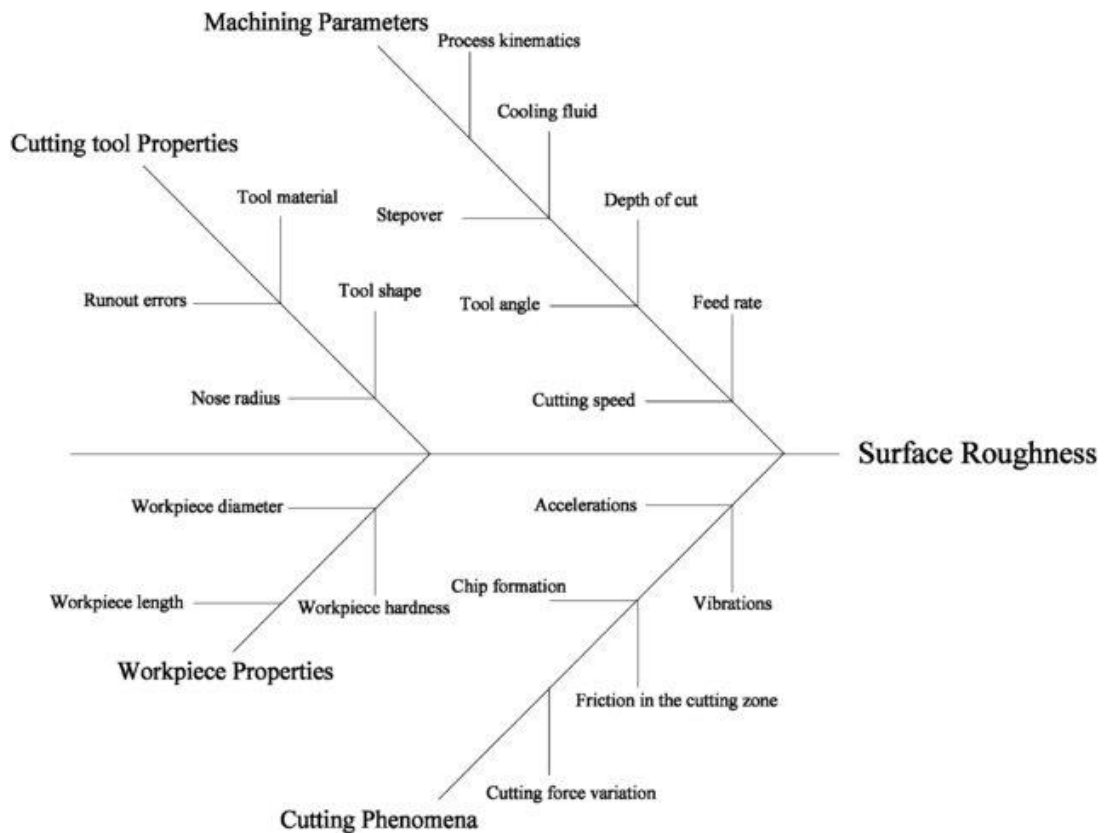 Machining Parameters
Process kinematics
Cooling fluid
Cutting tool Properties
Tool material
Depth of cut
Stepover
Tool shape
Runout errors
Tool angle
Feed rate
Nose radius
Cutting speed
Surface Roughness
Workpiece diameter
Accelerations
Chip formation
Workpiece length
Workpiece hardness
Vibrations
Workpiece Properties
Friction in the cutting zone
Cutting force variation
Cutting Phenomena